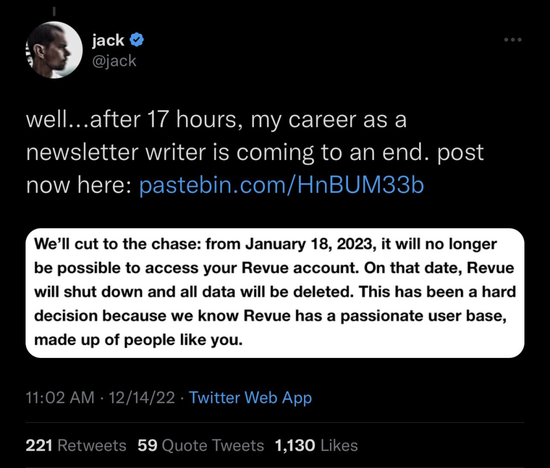 jack
@jack
well...after 17 hours, my career as a
newsletter writer is coming to an end. post
now here: pastebin.com/HnBUM33b
We'll cut to the chase: from January 18, 2023, it will no longer
be possible to access your Revue account. On that date, Revue
will shut down and all data will be deleted. This has been a hard
decision because we know Revue has a passionate user base,
made up of people like you.
11:02 AM · 12/14/22 · Twitter Web App
221 Retweets 59 Quote Tweets 1,130 Likes